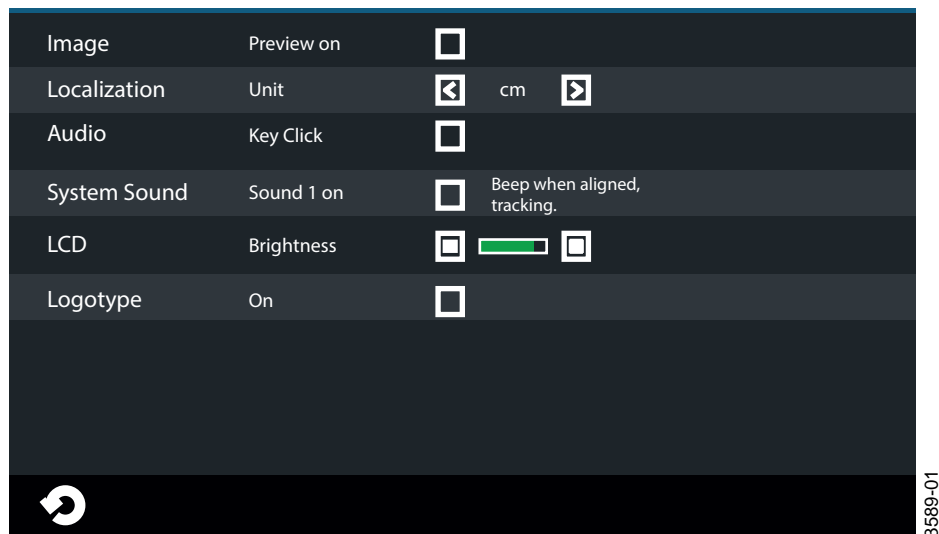 Image Preview on
Localization Unit cm
Audio Key Click
System Sound Sound 1 on Beep when aligned,
tracking.
LCD Brightness
Logotype On
3589-01